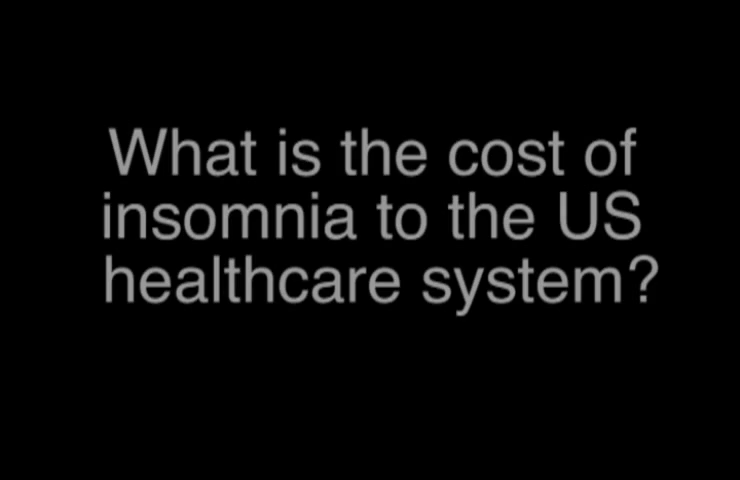 What is the cost of
insomnia to the US
healthcare system?